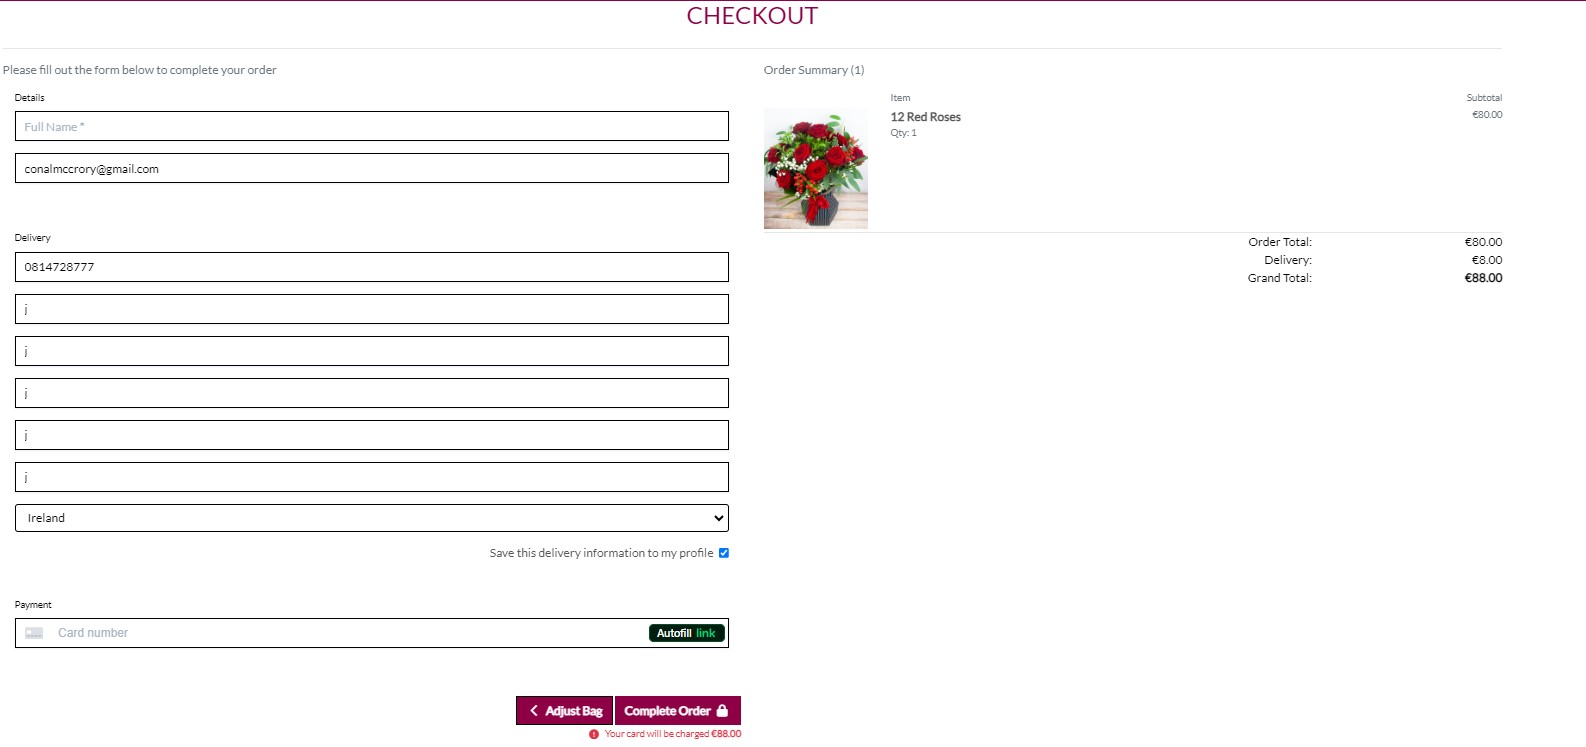 CHECKOUT
Please fill out the form below to complete your order
Details
Full Name *
conalmccrory@gmail.com
Delivery
0814728777
j
j
j
j
j
Ireland
Save this delivery information to my profile
Payment
Card number
Autofill link
Adjust Bag
Complete Order
Your card will be charged €88.00
Order Summary (1)
Item Subtotal
12 Red Roses €80.00
Qty: 1
Order Total: €80.00
Delivery: €8.00
Grand Total: €88.00